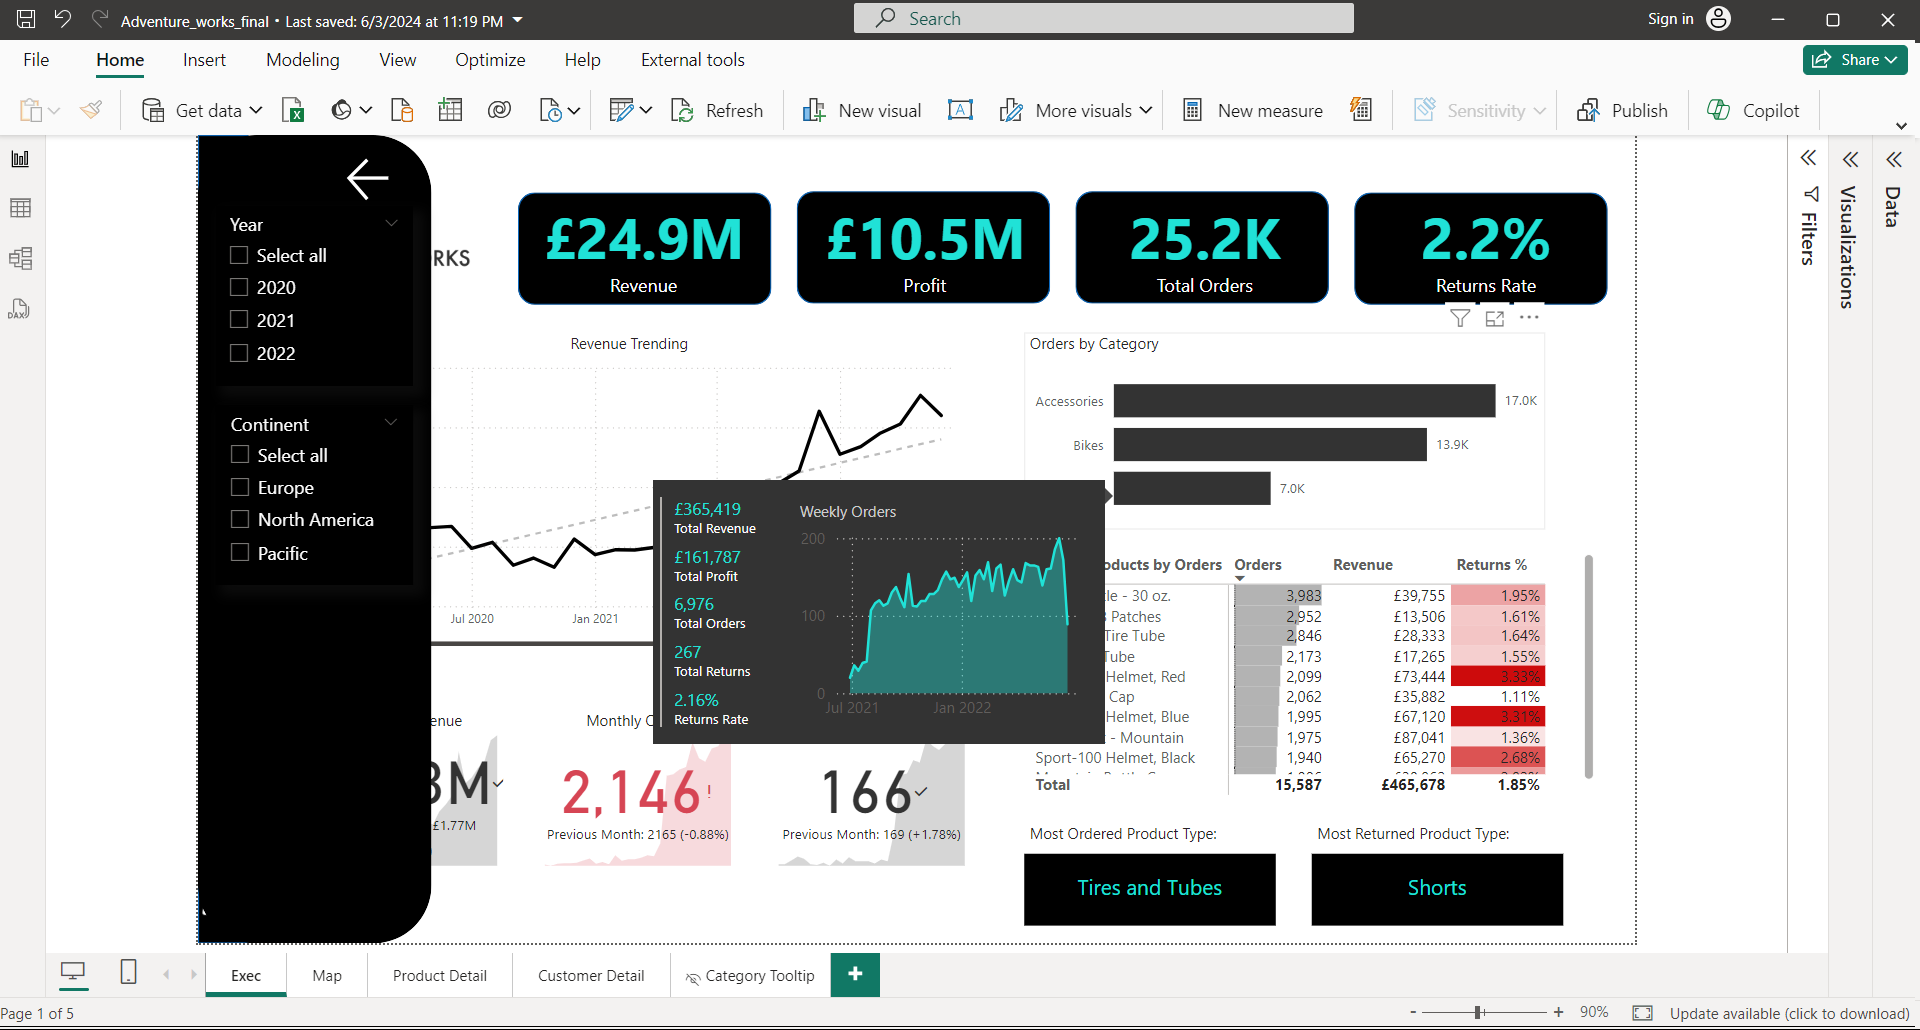 Adventure_works_final • Last saved: 6/3/2024 at 11:19 PM
Search
Sign in
File
Home
Insert
Modeling
View
Optimize
Help
External tools
Share
Get data
Refresh
New visual
More visuals
New measure
Sensitivity
Publish
Copilot
DAX
Year
Select all
2020
2021
2022
Continent
Select all
Europe
North America
Pacific
RKS
£24.9M
Revenue
£10.5M
Profit
25.2K
Total Orders
2.2%
Returns Rate
Filters
Visualizations
Data
Revenue Trending
Jul 2020
Jan 2021
Orders by Category
Accessories
17.0K
Bikes
13.9K
7.0K
£365,419
Total Revenue
£161,787
Total Profit
6,976
Total Orders
267
Total Returns
2.16%
Returns Rate
Weekly Orders
200
100
0
Jul 2021
Jan 2022
oducts by Orders Orders Revenue Returns %
le - 30 oz. 3,983 £39,755 1.95%
Patches 2,952 £13,506 1.61%
Tire Tube 2,846 £28,333 1.64%
Tube 2,173 £17,265 1.55%
Helmet, Red 2,099 £73,444 3.33%
Cap 2,062 £35,882 1.11%
Helmet, Blue 1,995 £67,120 3.31%
- Mountain 1,975 £87,041 1.36%
Sport-100 Helmet, Black 1,940 £65,270 2.68%
Total 15,587 £465,678 1.85%
enue
3M
£1.77M
Monthly
2,146!
Previous Month: 2165 (-0.88%)
166
Previous Month: 169 (+1.78%)
Most Ordered Product Type:
Tires and Tubes
Most Returned Product Type:
Shorts
Exec
Map
Product Detail
Customer Detail
Category Tooltip
+
Page 1 of 5
- + 90%
Update available (click to download)